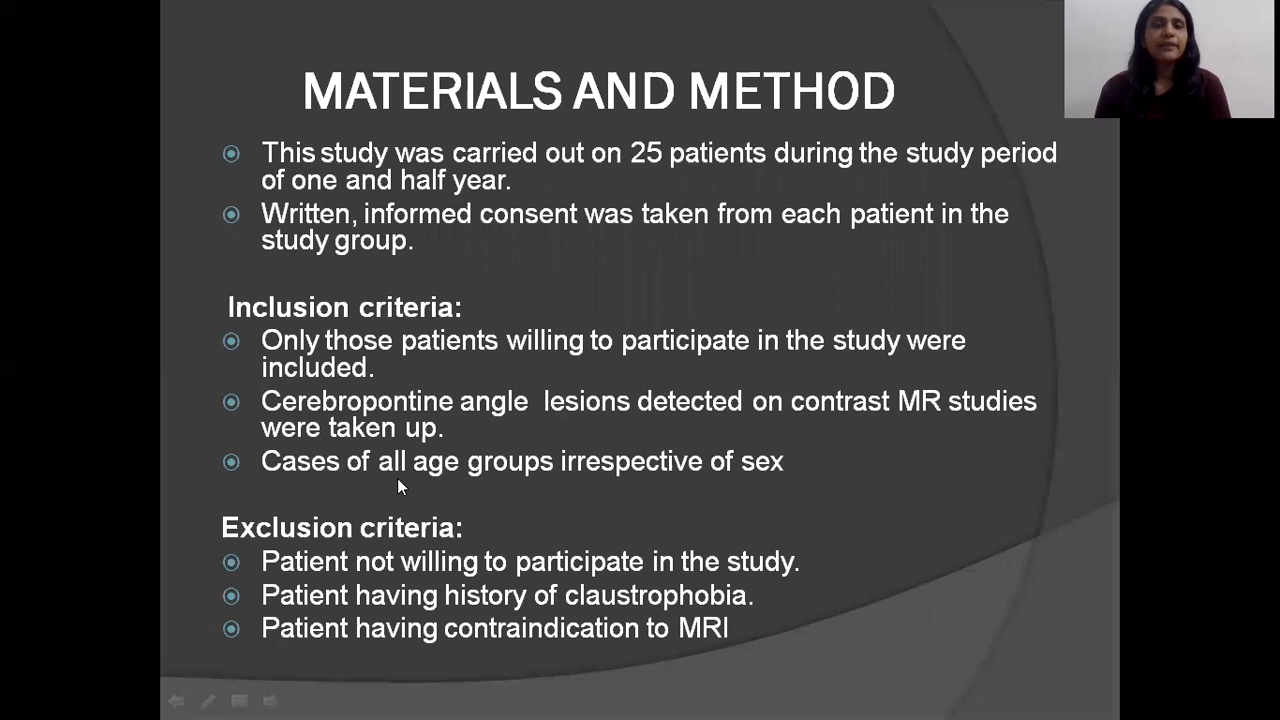 MATERIALS AND METHOD
This study was carried out on 25 patients during the study period
of one and half year.
Written, informed consent was taken from each patient in the
study group.
Inclusion criteria:
Only those patients willing to participate in the study were
included.
Cerebropontine angle lesions detected on contrast MR studies
were taken up.
Cases of all age groups irrespective of sex
Exclusion criteria:
Patient not willing to participate in the study.
Patient having history of claustrophobia.
Patient having contraindication to MRI